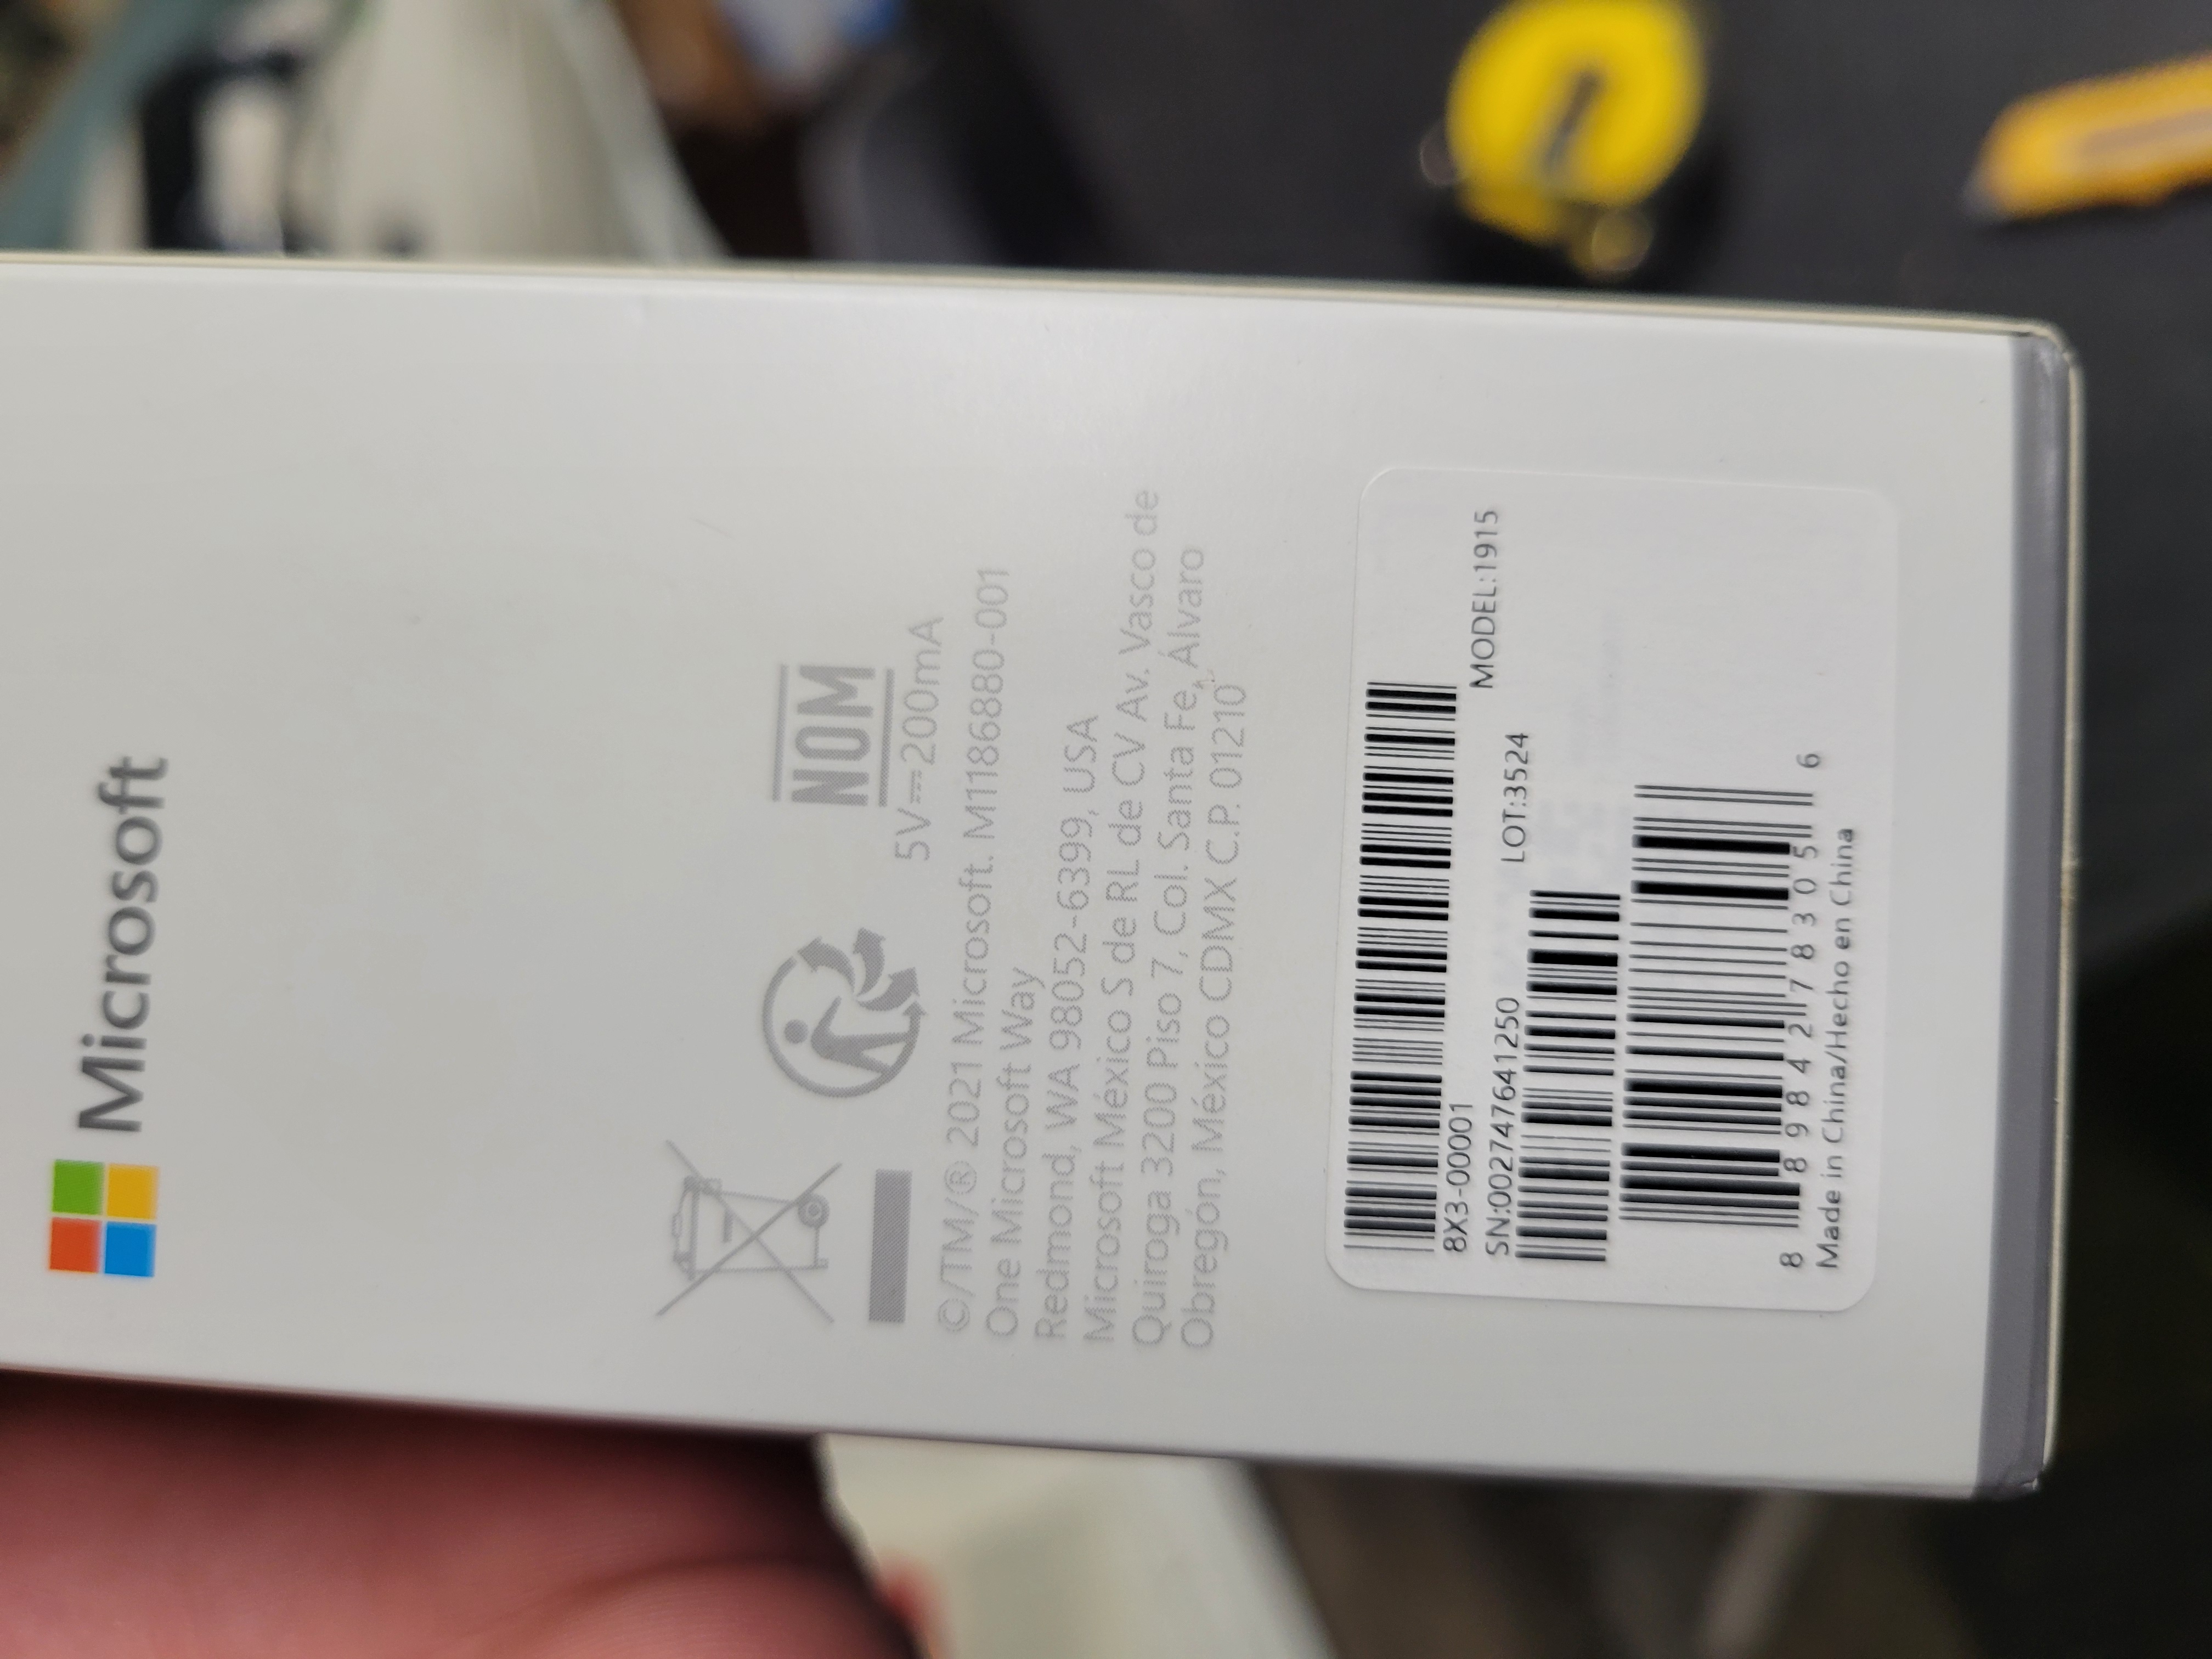 Microsoft
NOM
5V⎓200mA
©/TM/® 2021 Microsoft. M1186880-001
One Microsoft Way
Redmond, WA 98052-6399, USA
Microsoft México S de RL de CV Av. Vasco de
Quiroga 3200 Piso 7, Col. Santa Fe, Álvaro
Obregón, México CDMX C.P. 01210
8X3-00001
MODEL:1915
SN:002747641250
LOT:3524
8 89842 78305 6
Made in China/Hecho en China